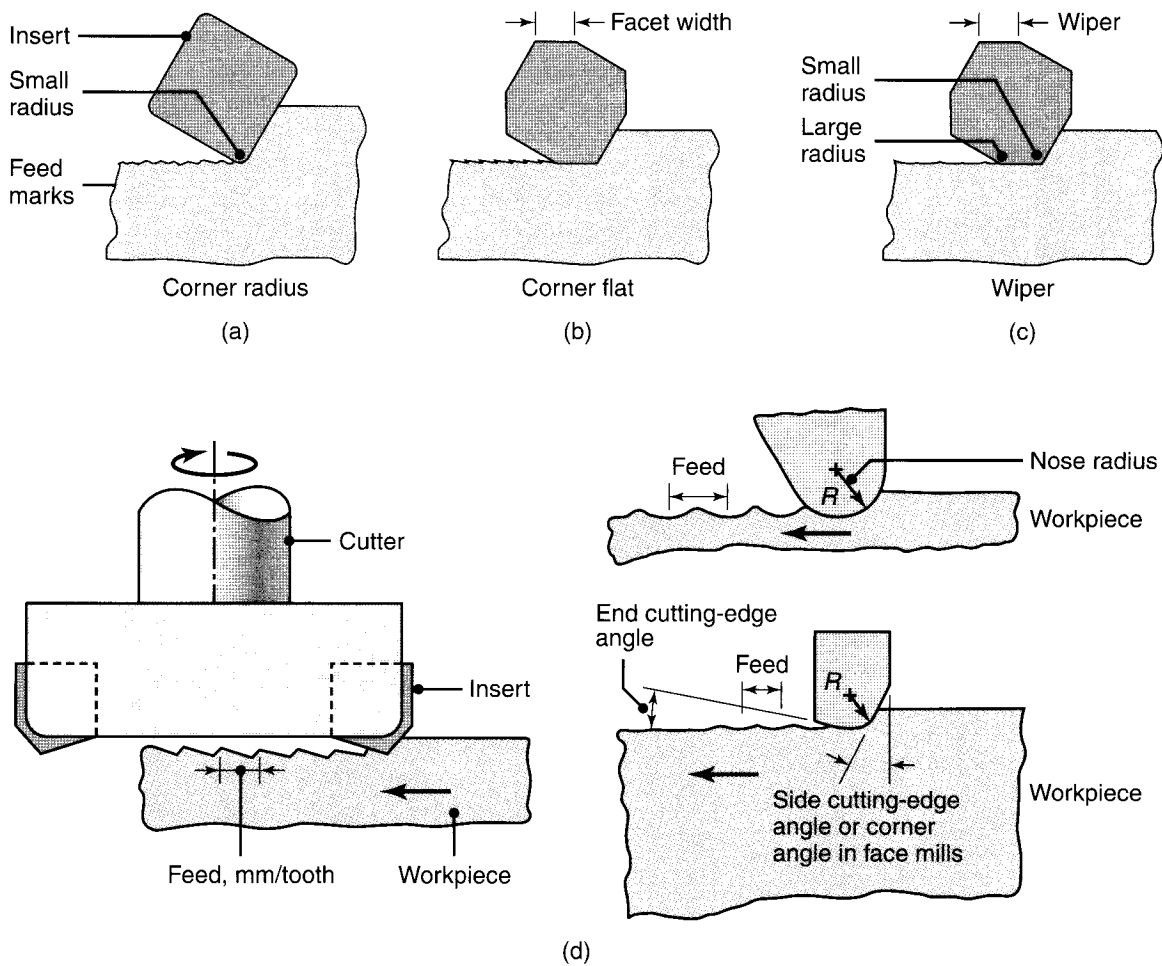 Insert
Small
radius
Feed
marks
Corner radius
(a)
Facet width
Corner flat
(b)
Wiper
Small
radius
Large
radius
Wiper
(c)
Cutter
Insert
Feed, mm/tooth
Workpiece
Feed
R
Nose radius
Workpiece
End cutting-edge
angle
Feed
R
Side cutting-edge
angle or corner
angle in face mills
Workpiece
(d)